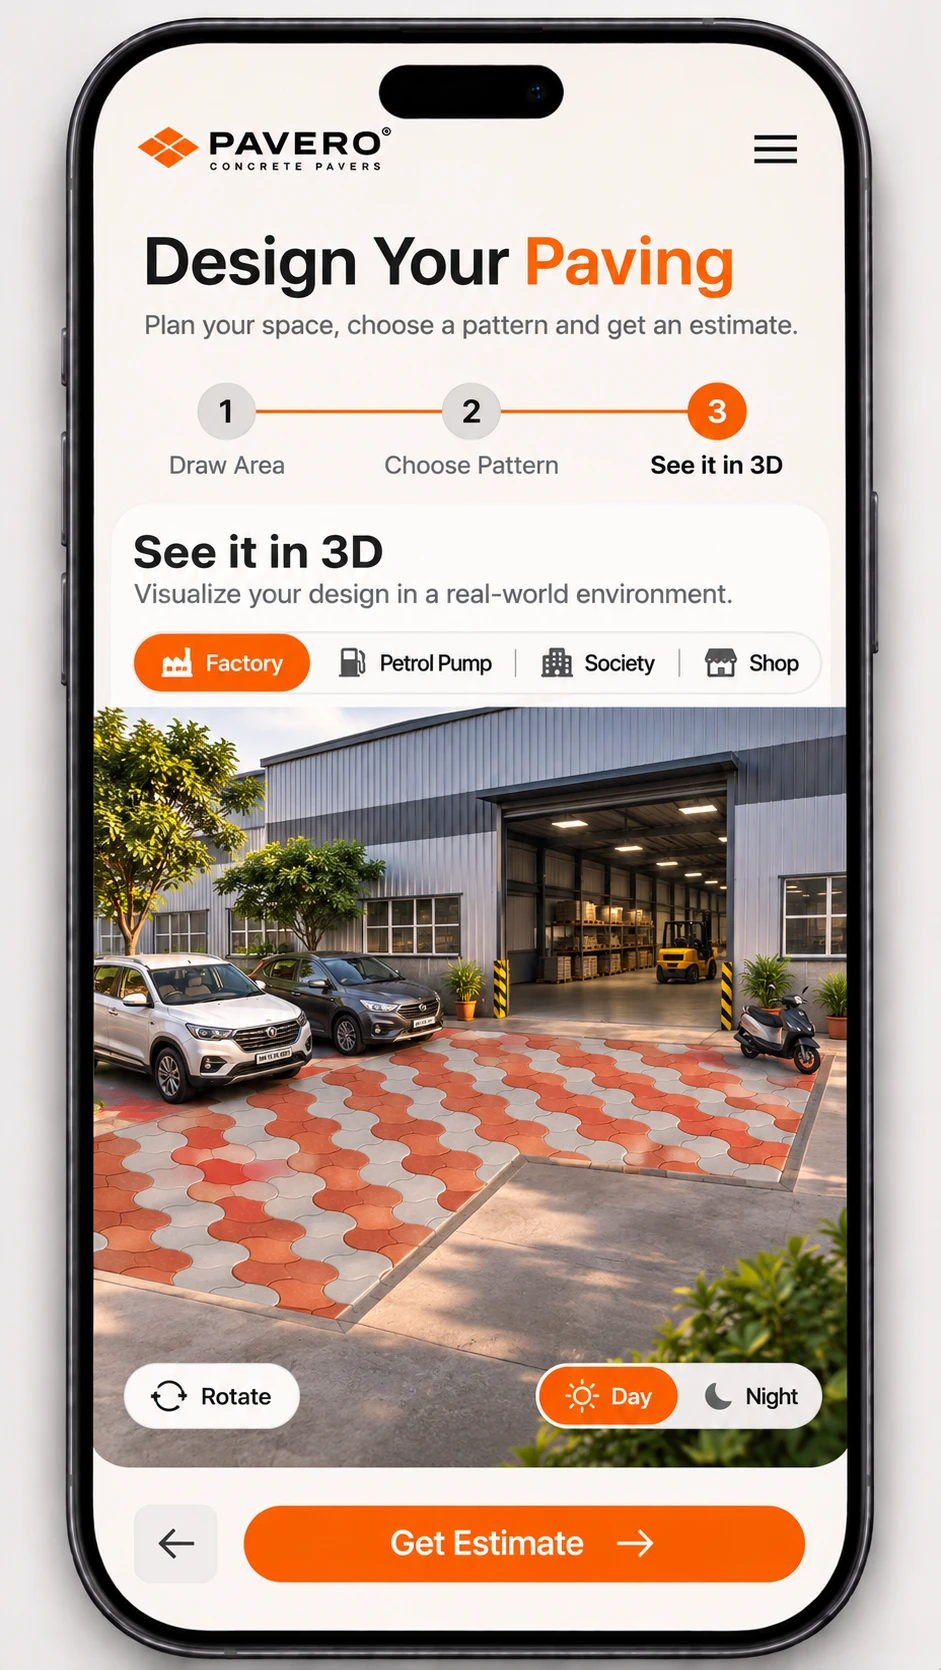 PAVERO®
CONCRETE PAVERS
Design Your Paving
Plan your space, choose a pattern and get an estimate.
1
2
3
Draw Area
Choose Pattern
See it in 3D
See it in 3D
Visualize your design in a real-world environment.
Factory
Petrol Pump
Society
Shop
Rotate
Day
Night
Get Estimate